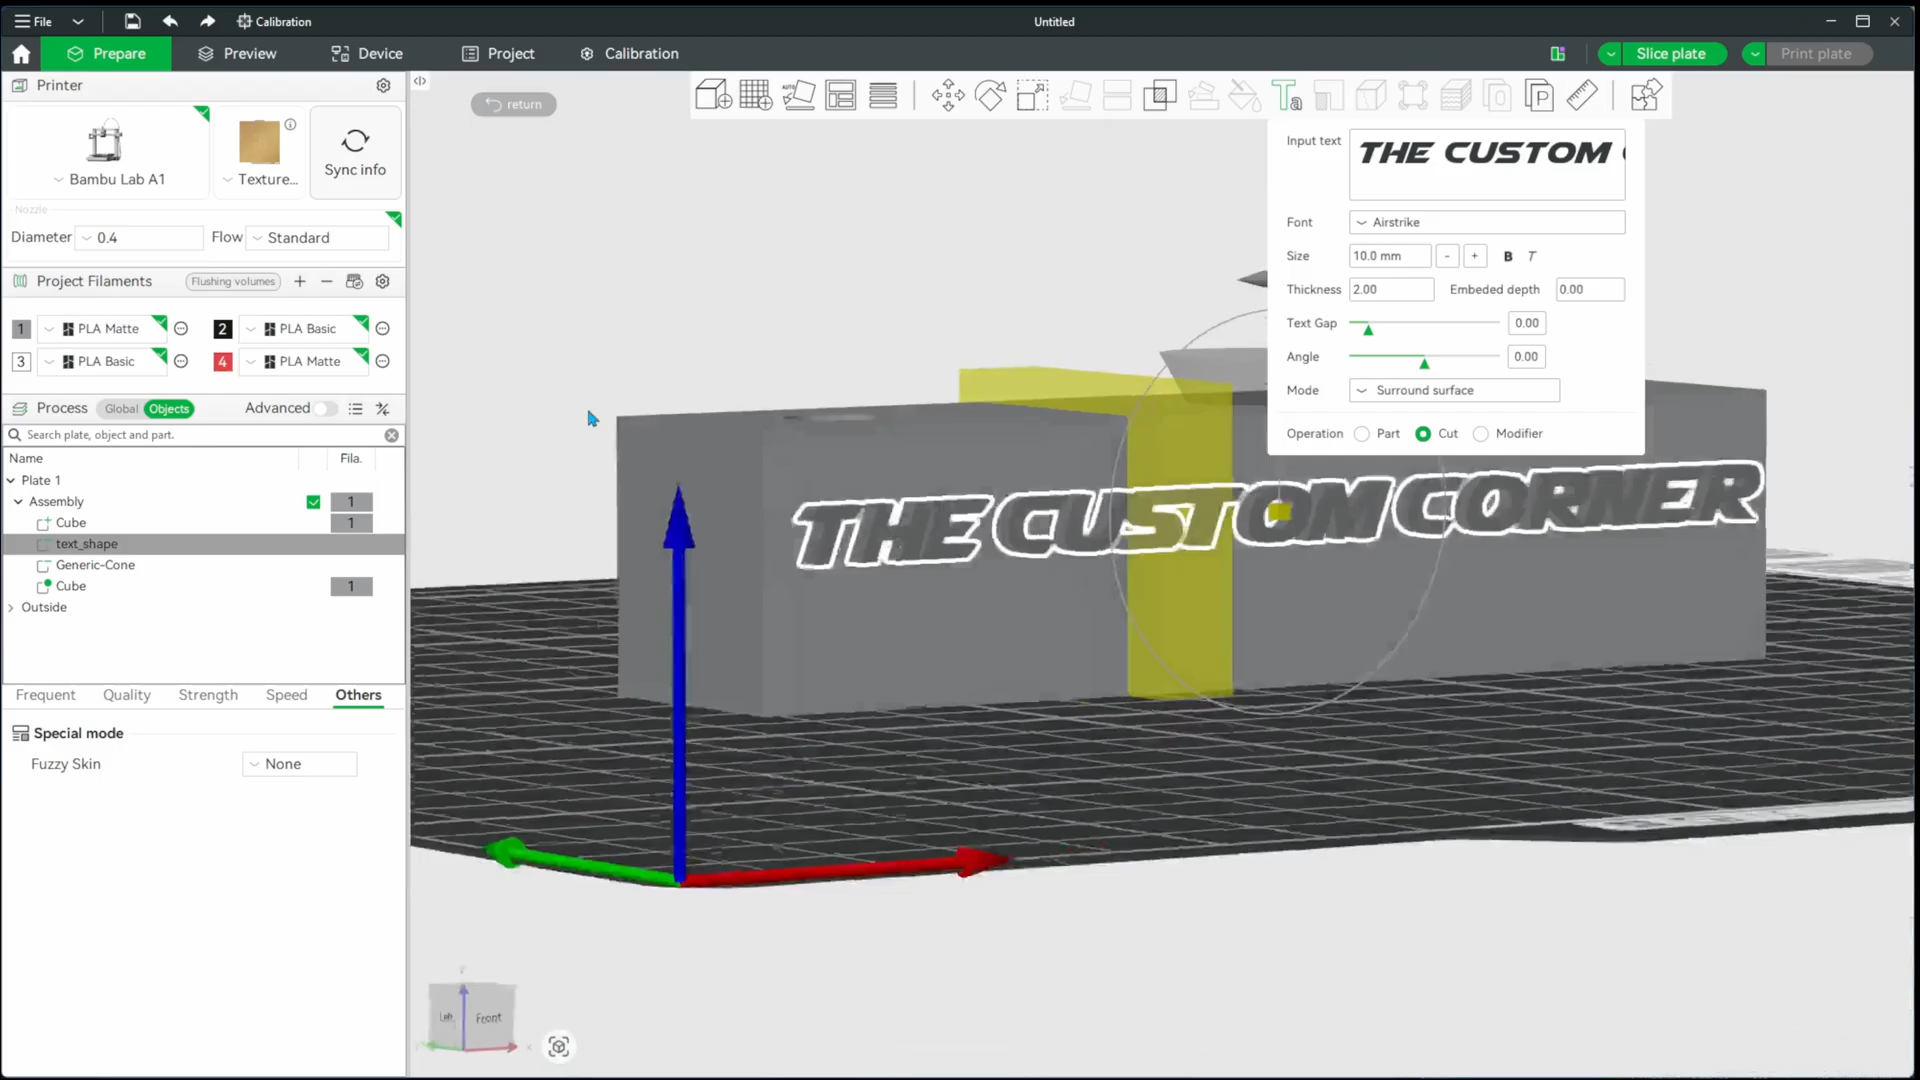 File
Calibration
Untitled
Prepare
Preview
Device
Project
Calibration
Slice plate
Print plate
Printer
return
Bambu Lab A1
Texture...
Sync info
Nozzle
Diameter 0.4 Flow Standard
Project Filaments Flushing volumes
1 PLA Matte 2 PLA Basic
3 PLA Basic 4 PLA Matte
Process Global Objects Advanced
Search plate, object and part.
Name Fila.
Plate 1
Assembly 1
Cube 1
text_shape
Generic-Cone
Cube 1
Outside
Frequent Quality Strength Speed Others
Special mode
Fuzzy Skin None
Input text THE CUSTOM
Font Airstrike
Size 10.0 mm - + B T
Thickness 2.00 Embeded depth 0.00
Text Gap 0.00
Angle 0.00
Mode Surround surface
Operation Part Cut Modifier
THE CUSTOM CORNER
Front